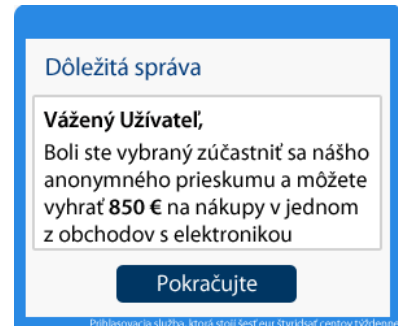 Dôležitá správa
Vážený Užívateľ,
Boli ste vybraný zúčastniť sa nášho
anonymného prieskumu a môžete
vyhrať 850 € na nákupy v jednom
z obchodov s elektronikou
Pokračujte
Prihlasovacia služba, ktorá stojí šesť eur štyridsať centov týždenne